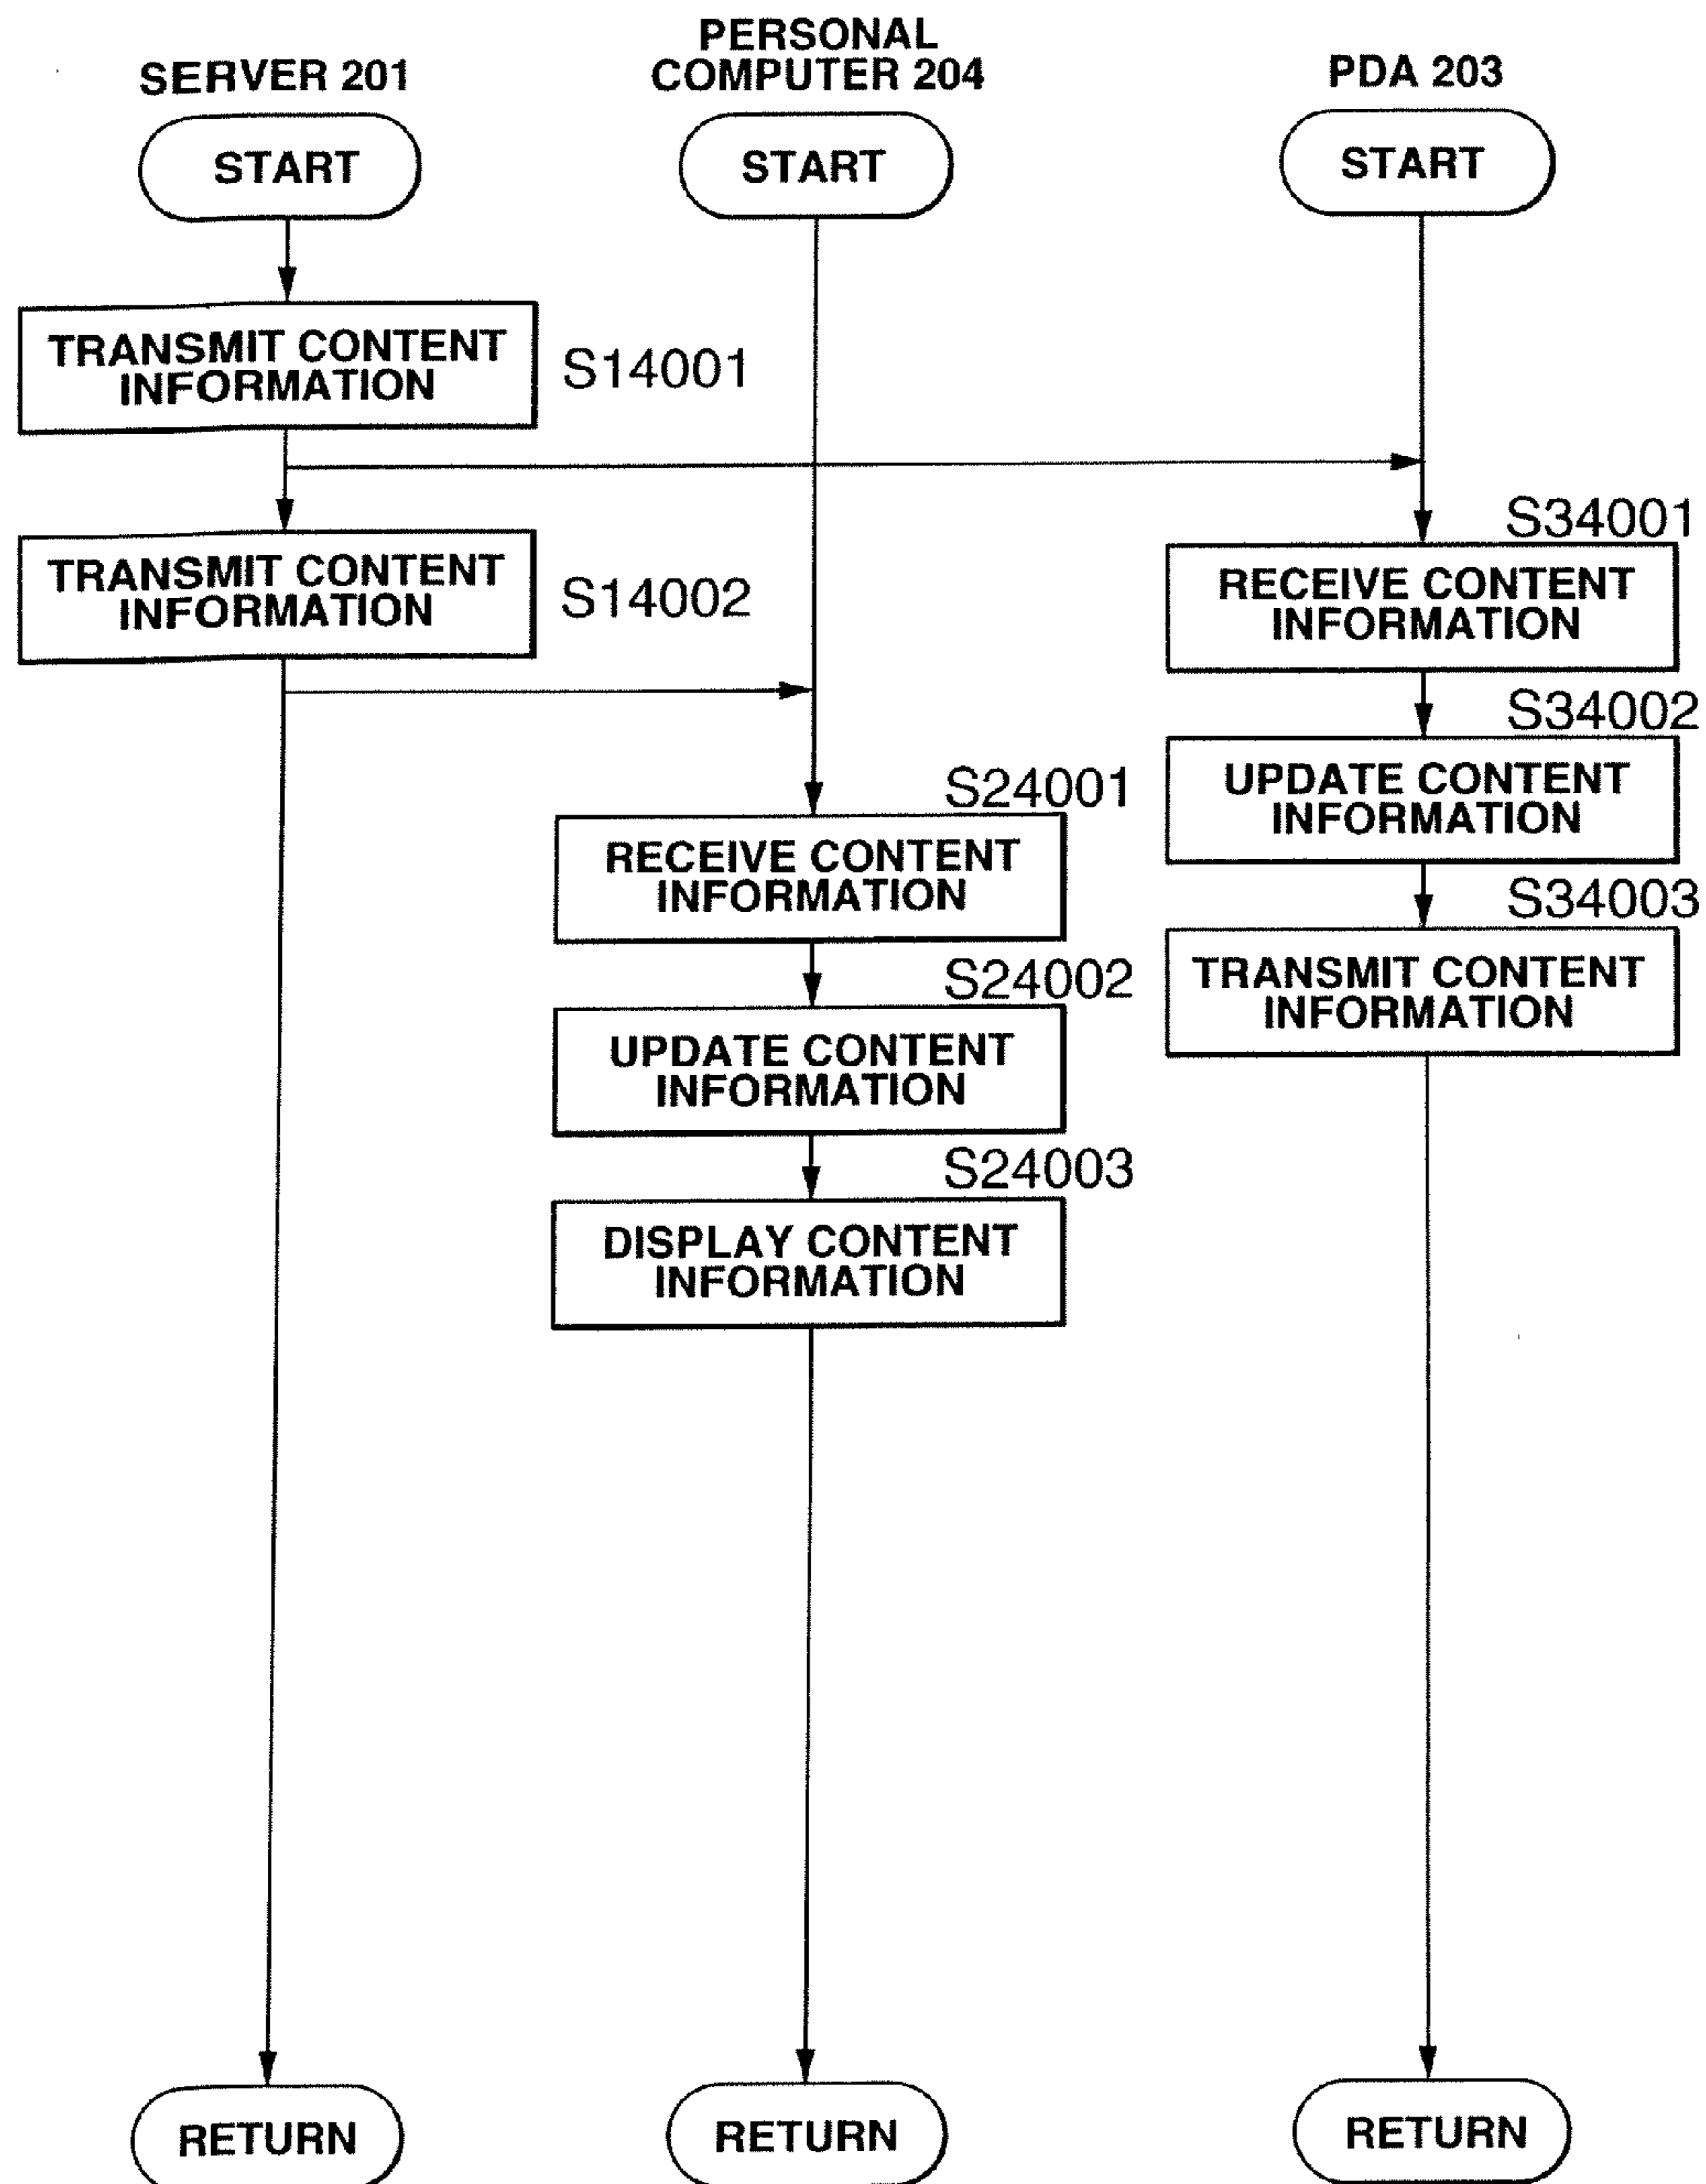 SERVER 201
PERSONAL
COMPUTER 204
PDA 203
START
START
START
TRANSMIT CONTENT
INFORMATION
S14001
TRANSMIT CONTENT
INFORMATION
S14002
S34001
RECEIVE CONTENT
INFORMATION
S34002
UPDATE CONTENT
INFORMATION
S24001
RECEIVE CONTENT
INFORMATION
S34003
TRANSMIT CONTENT
INFORMATION
S24002
UPDATE CONTENT
INFORMATION
S24003
DISPLAY CONTENT
INFORMATION
RETURN
RETURN
RETURN